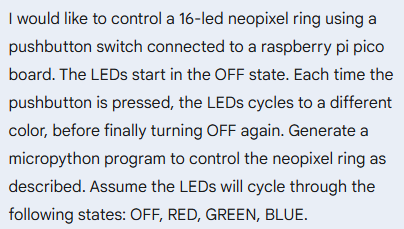 I would like to control a 16-led neopixel ring using a
pushbutton switch connected to a raspberry pi pico
board. The LEDs start in the OFF state. Each time the
pushbutton is pressed, the LEDs cycles to a different
color, before finally turning OFF again. Generate a
micropython program to control the neopixel ring as
described. Assume the LEDs will cycle through the
following states: OFF, RED, GREEN, BLUE.